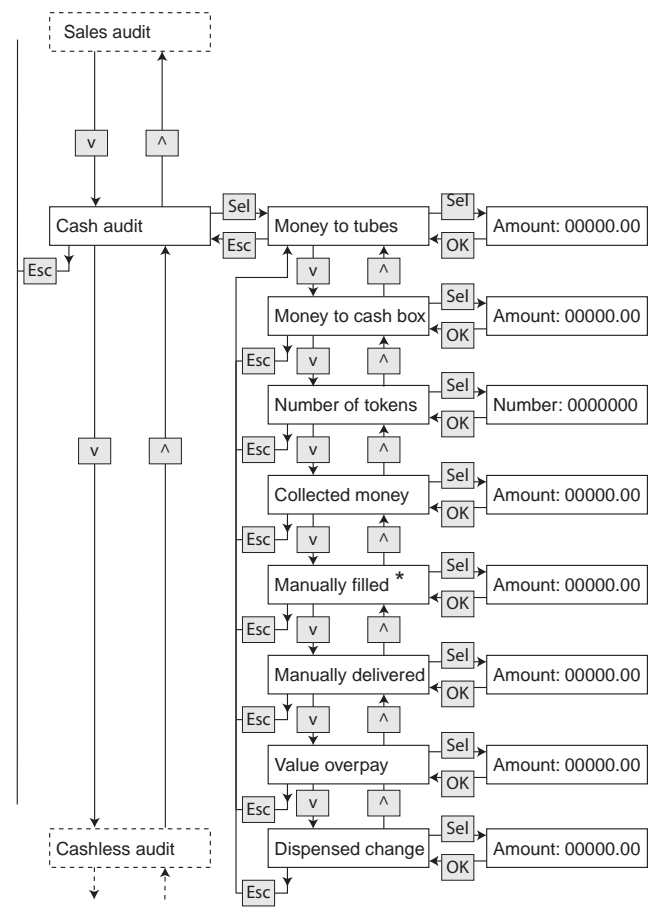 Sales audit
v ^
Cash audit Sel Esc Money to tubes Sel OK Amount: 00000.00
Esc v ^
Money to cash box Sel OK Amount: 00000.00
Esc v ^
Number of tokens Sel OK Number: 0000000
v ^ Esc v ^
Collected money Sel OK Amount: 00000.00
Esc v ^
Manually filled * Sel OK Amount: 00000.00
Esc v ^
Manually delivered Sel OK Amount: 00000.00
Esc v ^
Value overpay Sel OK Amount: 00000.00
Esc v ^
Cashless audit Dispensed change Sel OK Amount: 00000.00
Esc